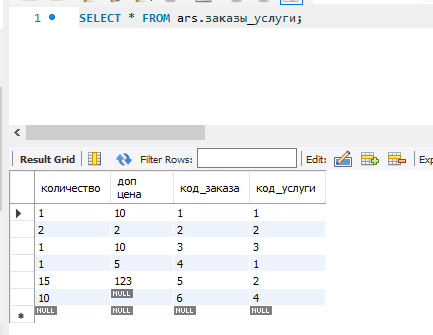 1 SELECT * FROM ars.заказы_услуги;
Result Grid Filter Rows: Edit: Exp
количество доп цена код_заказа код_услуги
1 10 1 1
2 2 2 2
1 10 3 3
1 5 4 1
15 123 5 2
10 NULL 6 4
NULL NULL NULL NULL